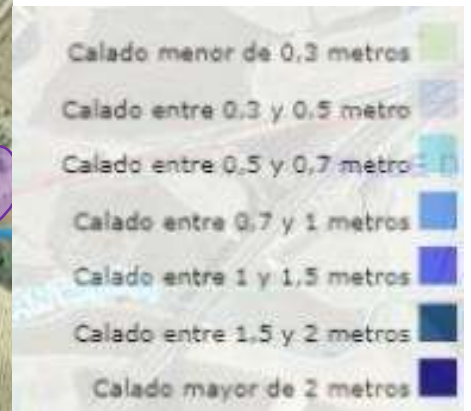 Calado menor de 0,3 metros
Calado entre 0,3 y 0,5 metro
Calado entre 0,5 y 0,7 metro
Calado entre 0,7 y 1 metros
Calado entre 1 y 1,5 metros
Calado entre 1,5 y 2 metros
Calado mayor de 2 metros